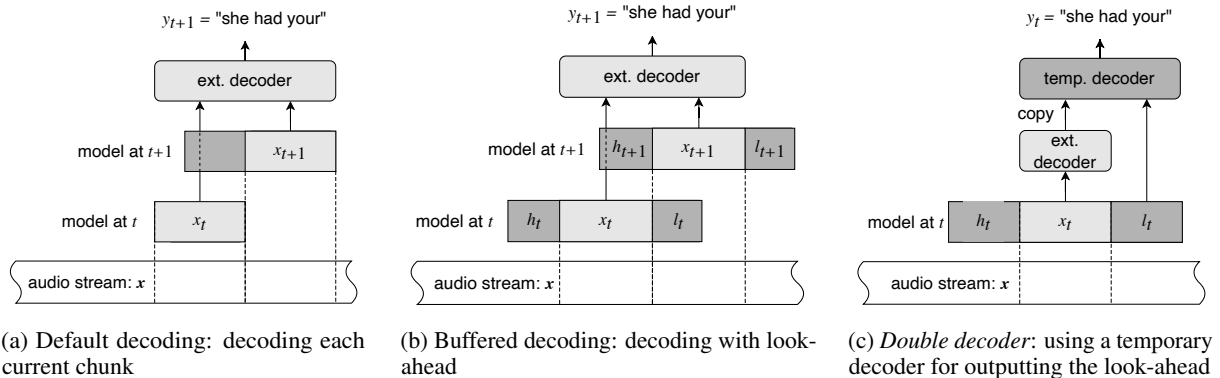 y_{t+1} = "she had your"
ext. decoder
model at t+1
x_{t+1}
model at t
x_t
audio stream: x
(a) Default decoding: decoding each
current chunk
y_{t+1} = "she had your"
ext. decoder
model at t+1
h_{t+1} x_{t+1} l_{t+1}
model at t
h_t x_t l_t
audio stream: x
(b) Buffered decoding: decoding with look-
ahead
y_t = "she had your"
temp. decoder
copy
ext.
decoder
model at t
h_t x_t l_t
audio stream: x
(c) Double decoder: using a temporary
decoder for outputting the look-ahead